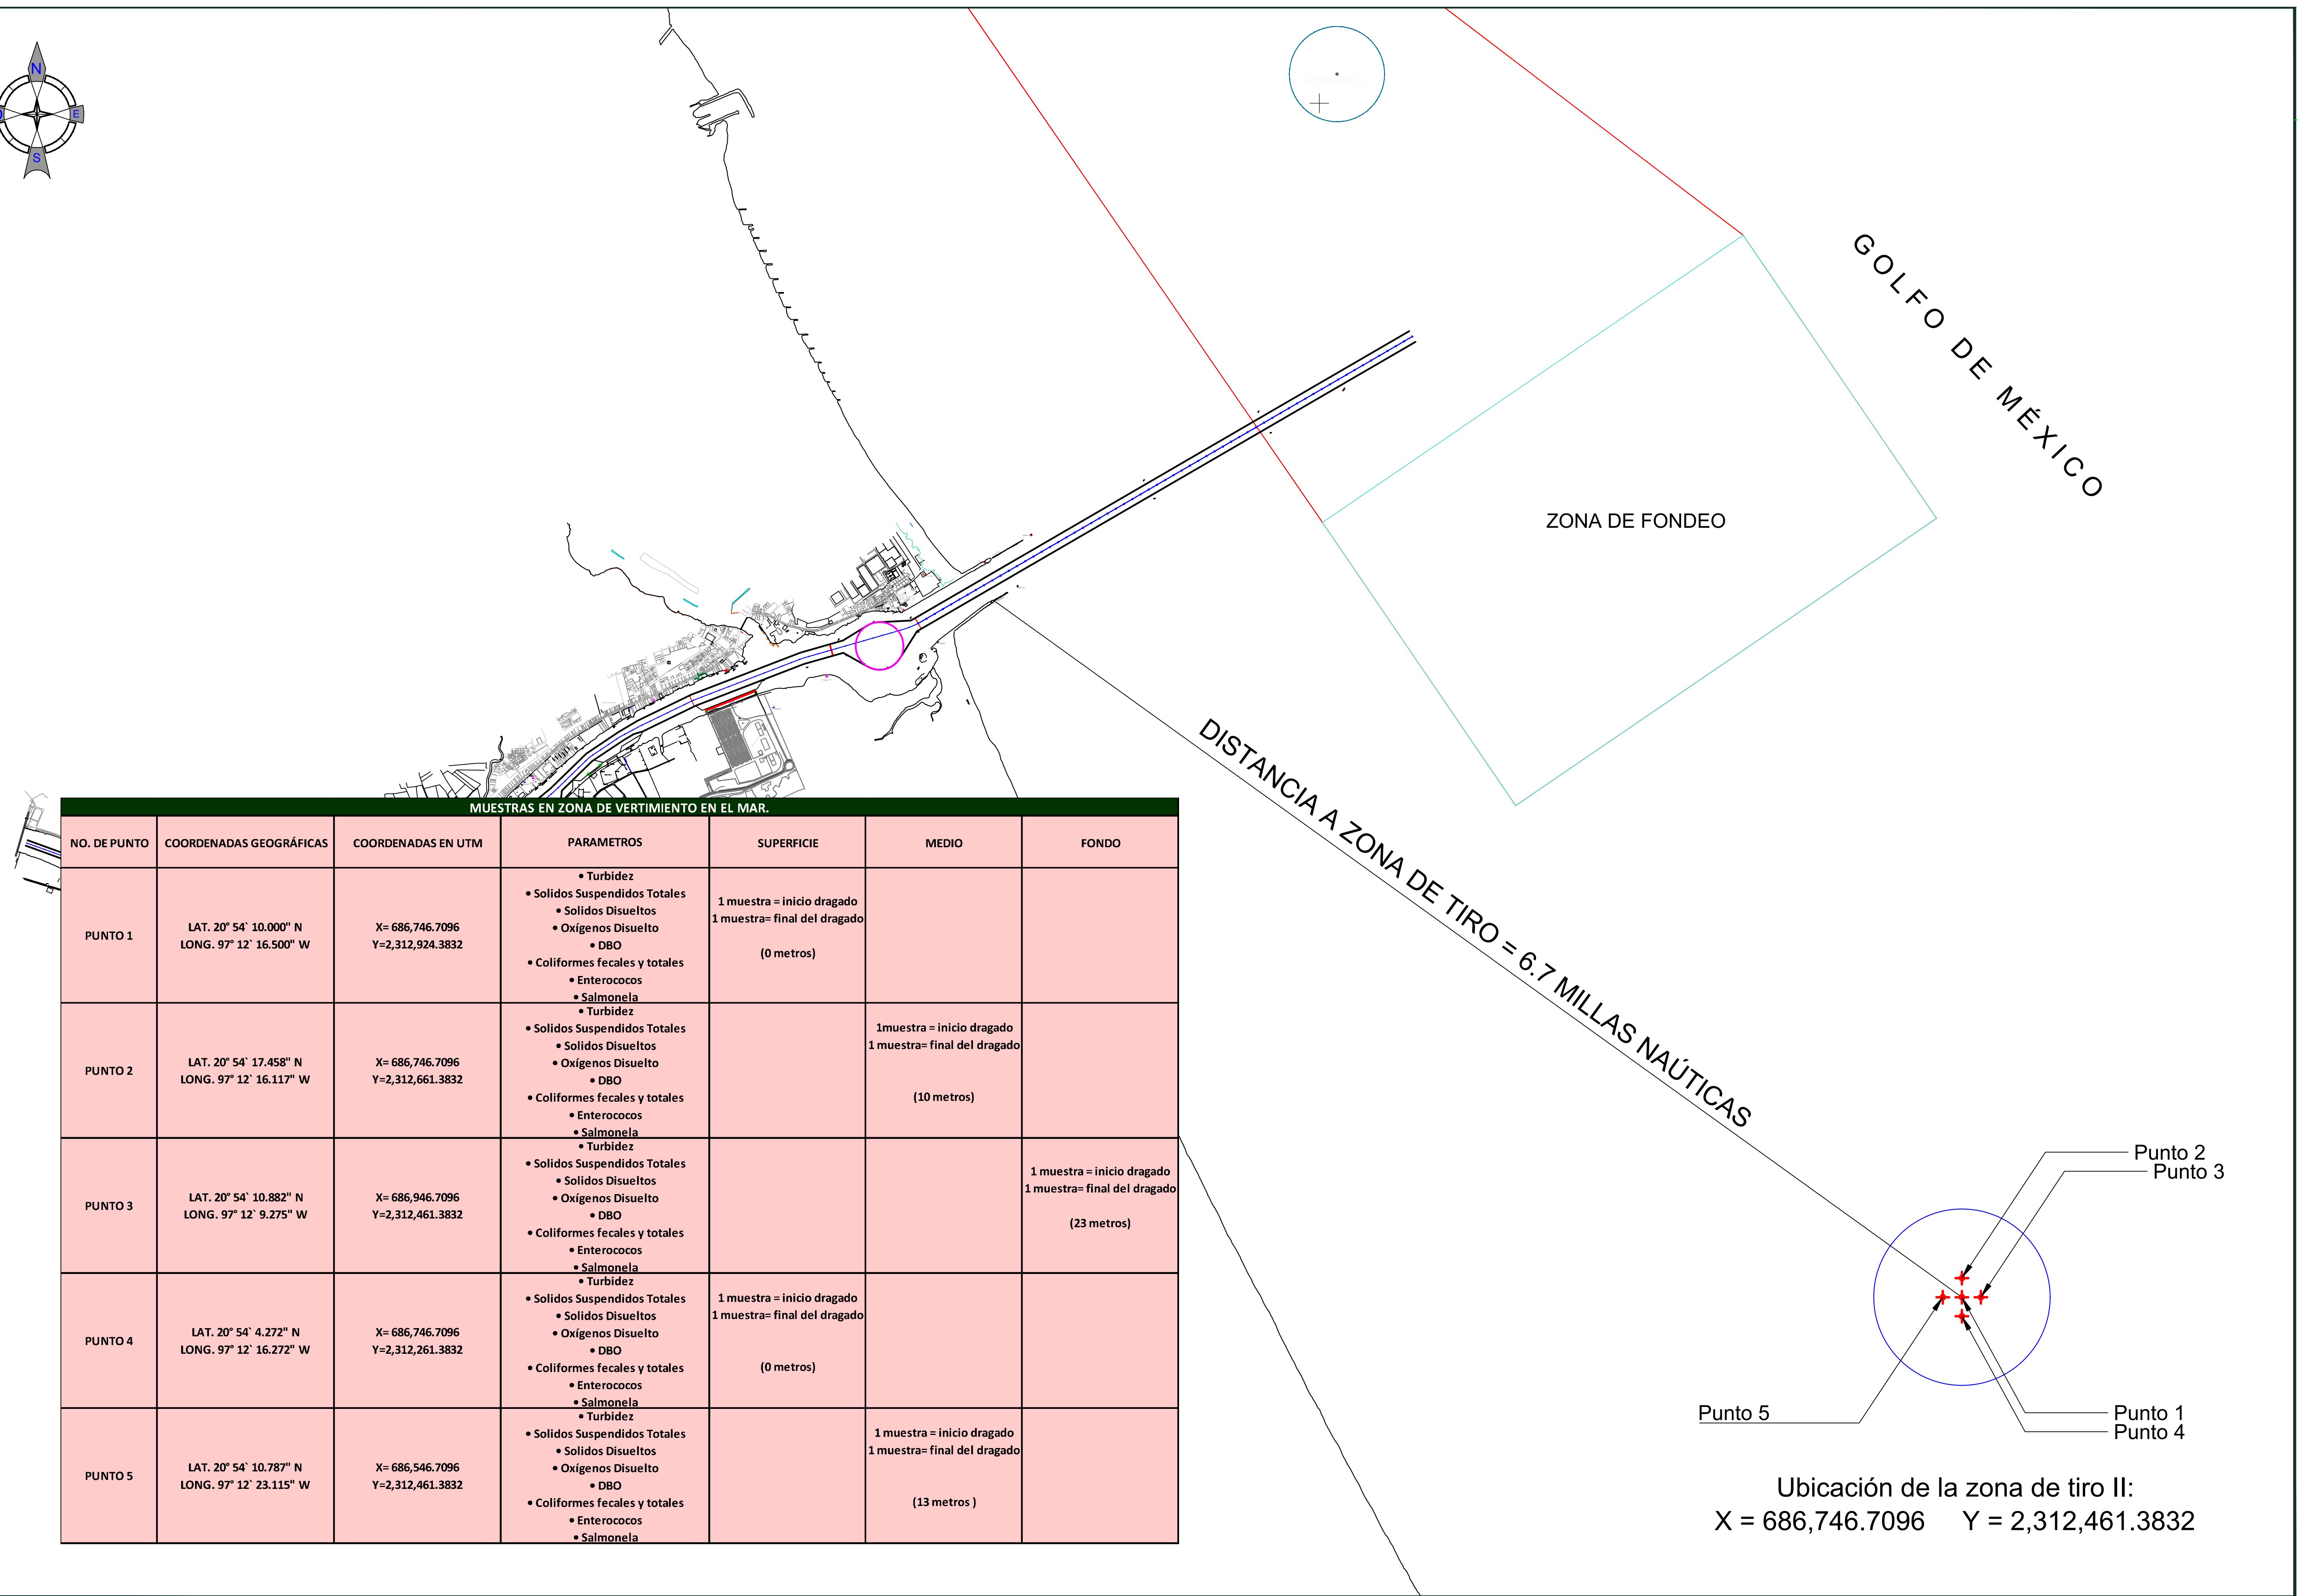 N
E
S
GOLFO DE MÉXICO
ZONA DE FONDEO
DISTANCIA A ZONA DE TIRO = 6.7 MILLAS NAÚTICAS
MUESTRAS EN ZONA DE VERTIMIENTO EN EL MAR.
NO. DE PUNTO COORDENADAS GEOGRÁFICAS COORDENADAS EN UTM PARAMETROS SUPERFICIE MEDIO FONDO
PUNTO 1
LAT. 20° 54` 10.000" N
LONG. 97° 12` 16.500" W
X= 686,746.7096
Y=2,312,924.3832
• Turbidez
• Solidos Suspendidos Totales
• Solidos Disueltos
• Oxígenos Disuelto
• DBO
• Coliformes fecales y totales
• Enterococos
• Salmonela
1 muestra = inicio dragado
1 muestra= final del dragado
(0 metros)
PUNTO 2
LAT. 20° 54` 17.458" N
LONG. 97° 12` 16.117" W
X= 686,746.7096
Y=2,312,661.3832
• Turbidez
• Solidos Suspendidos Totales
• Solidos Disueltos
• Oxígenos Disuelto
• DBO
• Coliformes fecales y totales
• Enterococos
• Salmonela
1muestra = inicio dragado
1 muestra= final del dragado
(10 metros)
PUNTO 3
LAT. 20° 54` 10.882" N
LONG. 97° 12` 9.275" W
X= 686,946.7096
Y=2,312,461.3832
• Turbidez
• Solidos Suspendidos Totales
• Solidos Disueltos
• Oxígenos Disuelto
• DBO
• Coliformes fecales y totales
• Enterococos
• Salmonela
1 muestra = inicio dragado
1 muestra= final del dragado
(23 metros)
PUNTO 4
LAT. 20° 54` 4.272" N
LONG. 97° 12` 16.272" W
X= 686,746.7096
Y=2,312,261.3832
• Turbidez
• Solidos Suspendidos Totales
• Solidos Disueltos
• Oxígenos Disuelto
• DBO
• Coliformes fecales y totales
• Enterococos
• Salmonela
1 muestra = inicio dragado
1 muestra= final del dragado
(0 metros)
PUNTO 5
LAT. 20° 54` 10.787" N
LONG. 97° 12` 23.115" W
X= 686,546.7096
Y=2,312,461.3832
• Turbidez
• Solidos Suspendidos Totales
• Solidos Disueltos
• Oxígenos Disuelto
• DBO
• Coliformes fecales y totales
• Enterococos
• Salmonela
1 muestra = inicio dragado
1 muestra= final del dragado
(13 metros )
Punto 2
Punto 3
Punto 5
Punto 1
Punto 4
Ubicación de la zona de tiro II:
X = 686,746.7096 Y = 2,312,461.3832